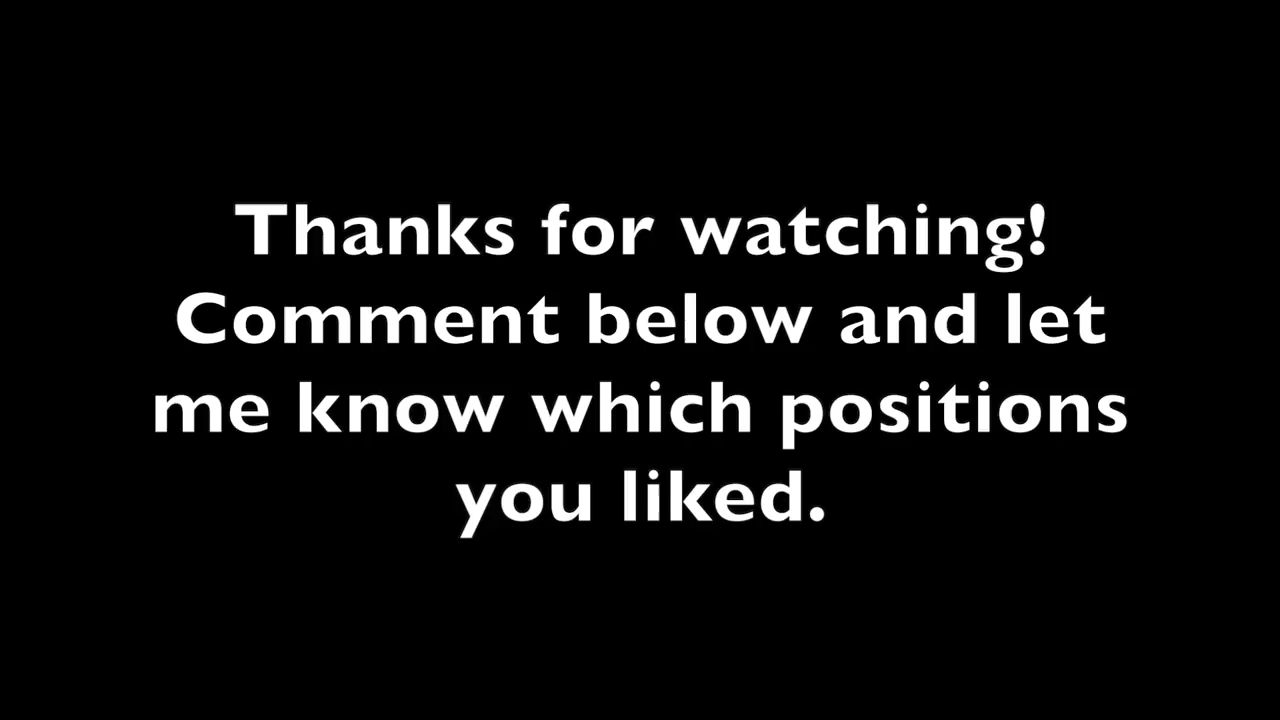 Thanks for watching!
Comment below and let
me know which positions
you liked.